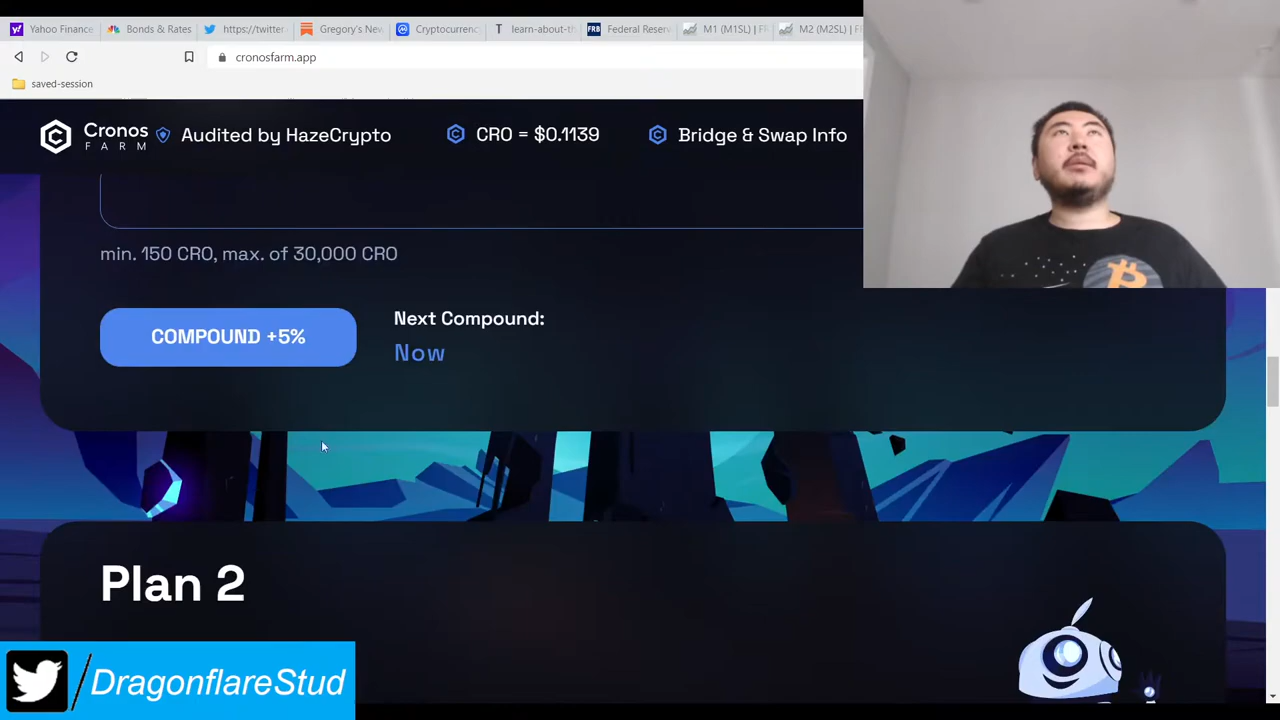 Yahoo Finance
Bonds & Rates
https://twitter
Gregory's New
Cryptocurrenc
learn-about-th
Federal Reserv
M1 (M1SL) | FR
M2 (M2SL) | F
cronosfarm.app
saved-session
Cronos
FARM
Audited by HazeCrypto
CRO = $0.1139
Bridge & Swap Info
min. 150 CRO, max. of 30,000 CRO
COMPOUND +5%
Next Compound:
Now
Plan 2
/DragonflareStud